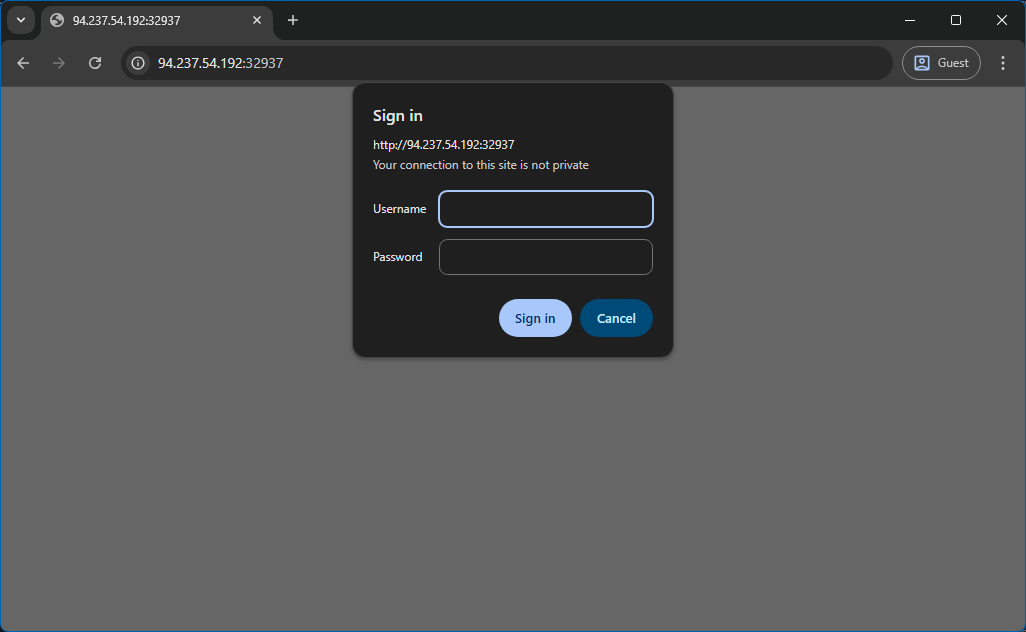 94.237.54.192:32937
94.237.54.192:32937
Guest
Sign in
http://94.237.54.192:32937
Your connection to this site is not private
Username
Password
Sign in
Cancel